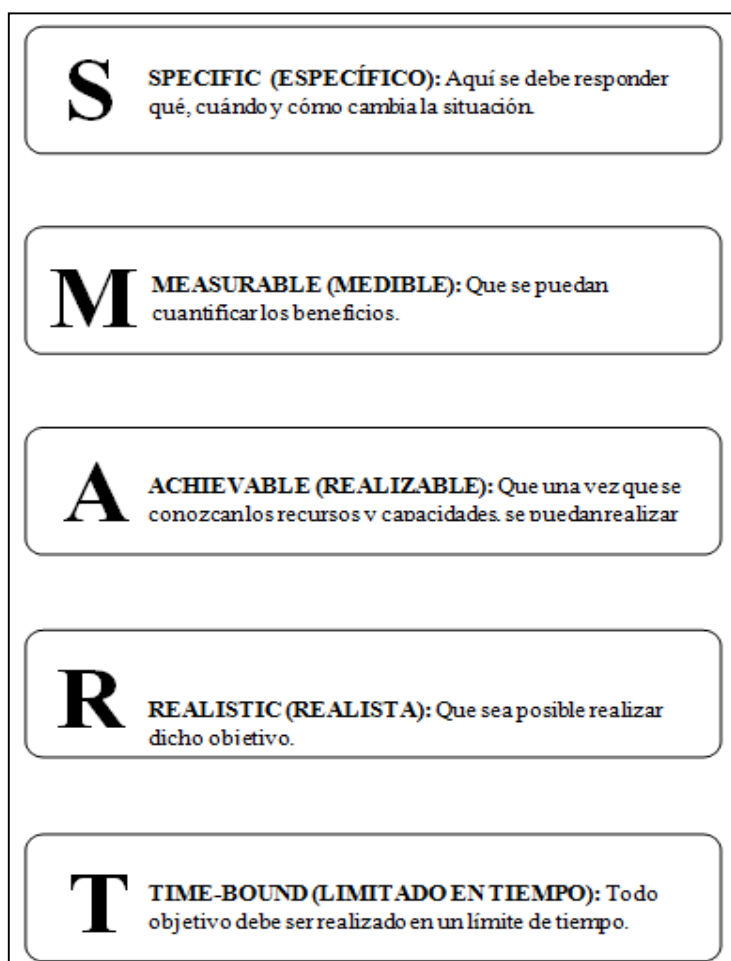 S
SPECIFIC (ESPECÍFICO): Aquí se debe responder
qué, cuándo y cómo cambia la situación.
M
MEASURABLE (MEDIBLE): Que se puedan
cuantificar los beneficios.
A
ACHIEVABLE (REALIZABLE): Que una vez que se
conozcan los recursos y capacidades, se puedan realizar
R
REALISTIC (REALISTA): Que sea posible realizar
dicho objetivo.
T
TIME-BOUND (LIMITADO EN TIEMPO): Todo
objetivo debe ser realizado en un límite de tiempo.